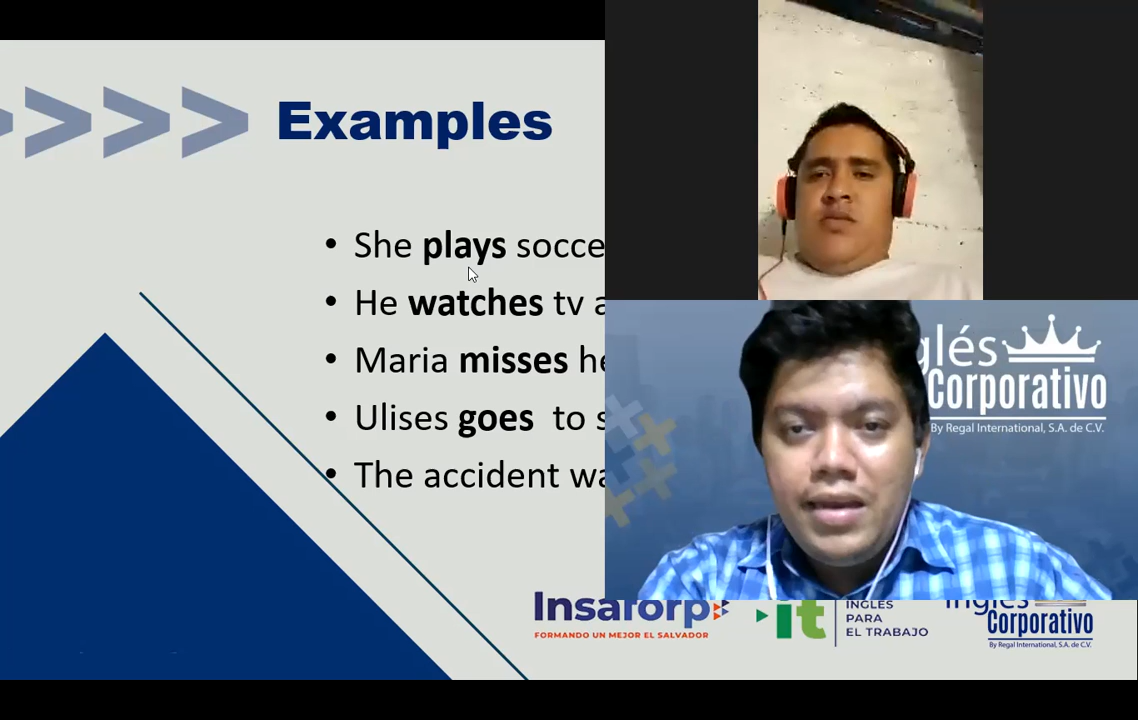 Examples
• She plays socce
• He watches tv a
• Maria misses he
• Ulises goes to s
• The accident wa
glés
Corporativo
By Regal International, S.A. de C.V.
Insaforp
FORMANDO UN MEJOR EL SALVADOR
it
INGLÉS
PARA
EL TRABAJO
Inglés
Corporativo
By Regal International, S.A. de C.V.